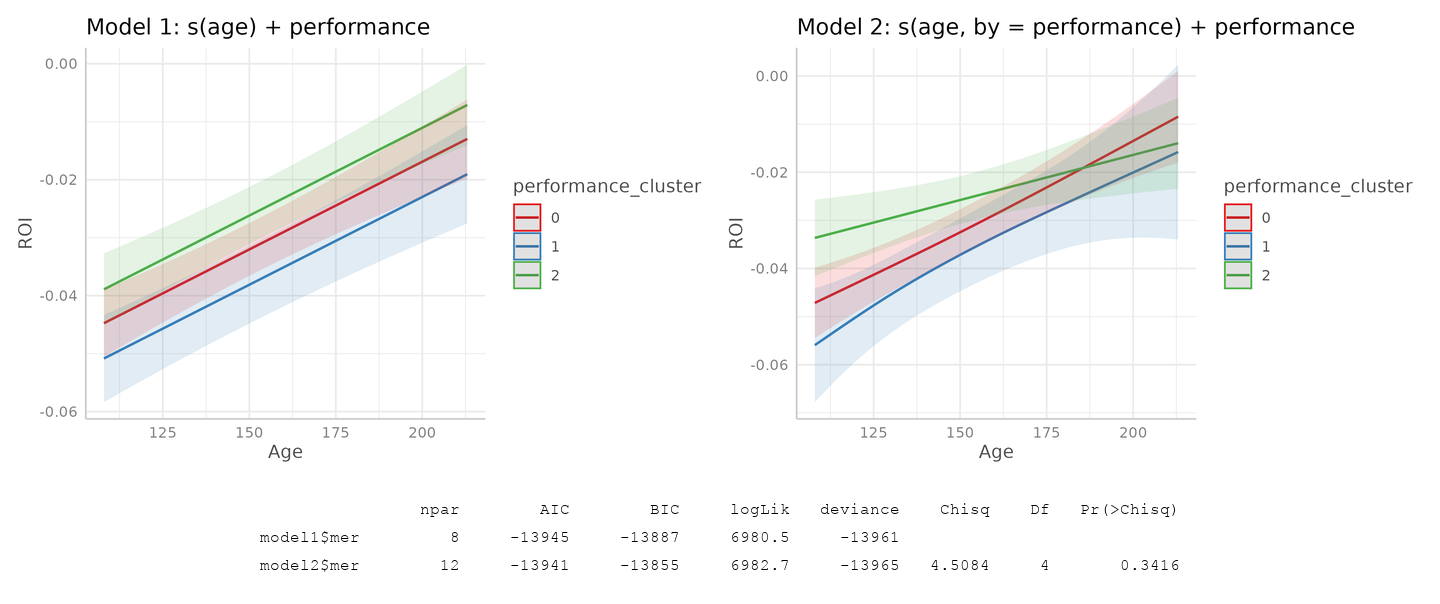 Model 1: s(age) + performance
0.00
-0.02
-0.04
-0.06
ROI
125 150 175 200
Age
performance_cluster
0
1
2
Model 2: s(age, by = performance) + performance
0.00
-0.02
-0.04
-0.06
ROI
125 150 175 200
Age
performance_cluster
0
1
2
npar AIC BIC logLik deviance Chisq Df Pr(>Chisq)
model1$mer 8 -13945 -13887 6980.5 -13961
model2$mer 12 -13941 -13855 6982.7 -13965 4.5084 4 0.3416